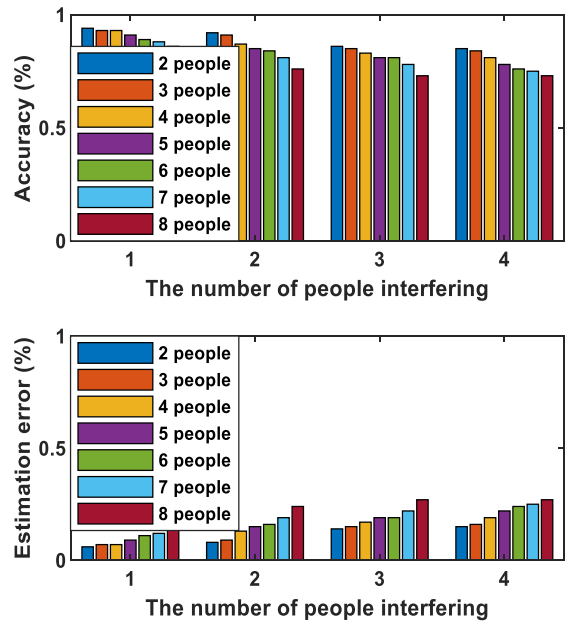 1
0.5
0
Accuracy (%)
2 people
3 people
4 people
5 people
6 people
7 people
8 people
1 2 3 4
The number of people interfering
1
0.5
0
Estimation error (%)
2 people
3 people
4 people
5 people
6 people
7 people
8 people
1 2 3 4
The number of people interfering